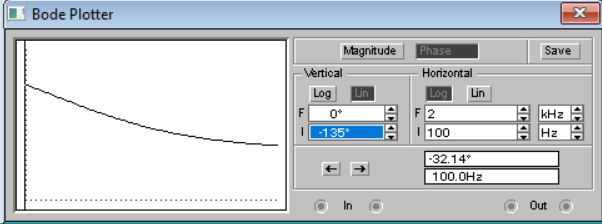 Bode Plotter
Magnitude Phase Save
Vertical Horizontal
Log Lin Log Lin
F 0° F 2 kHz
I -135° I 100 Hz
-32.14°
← →
100.0Hz
In Out